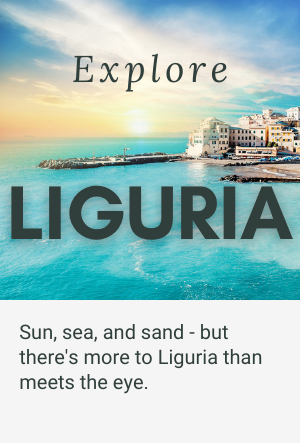 Explore
LIGURIA
Sun, sea, and sand - but
there's more to Liguria than
meets the eye.